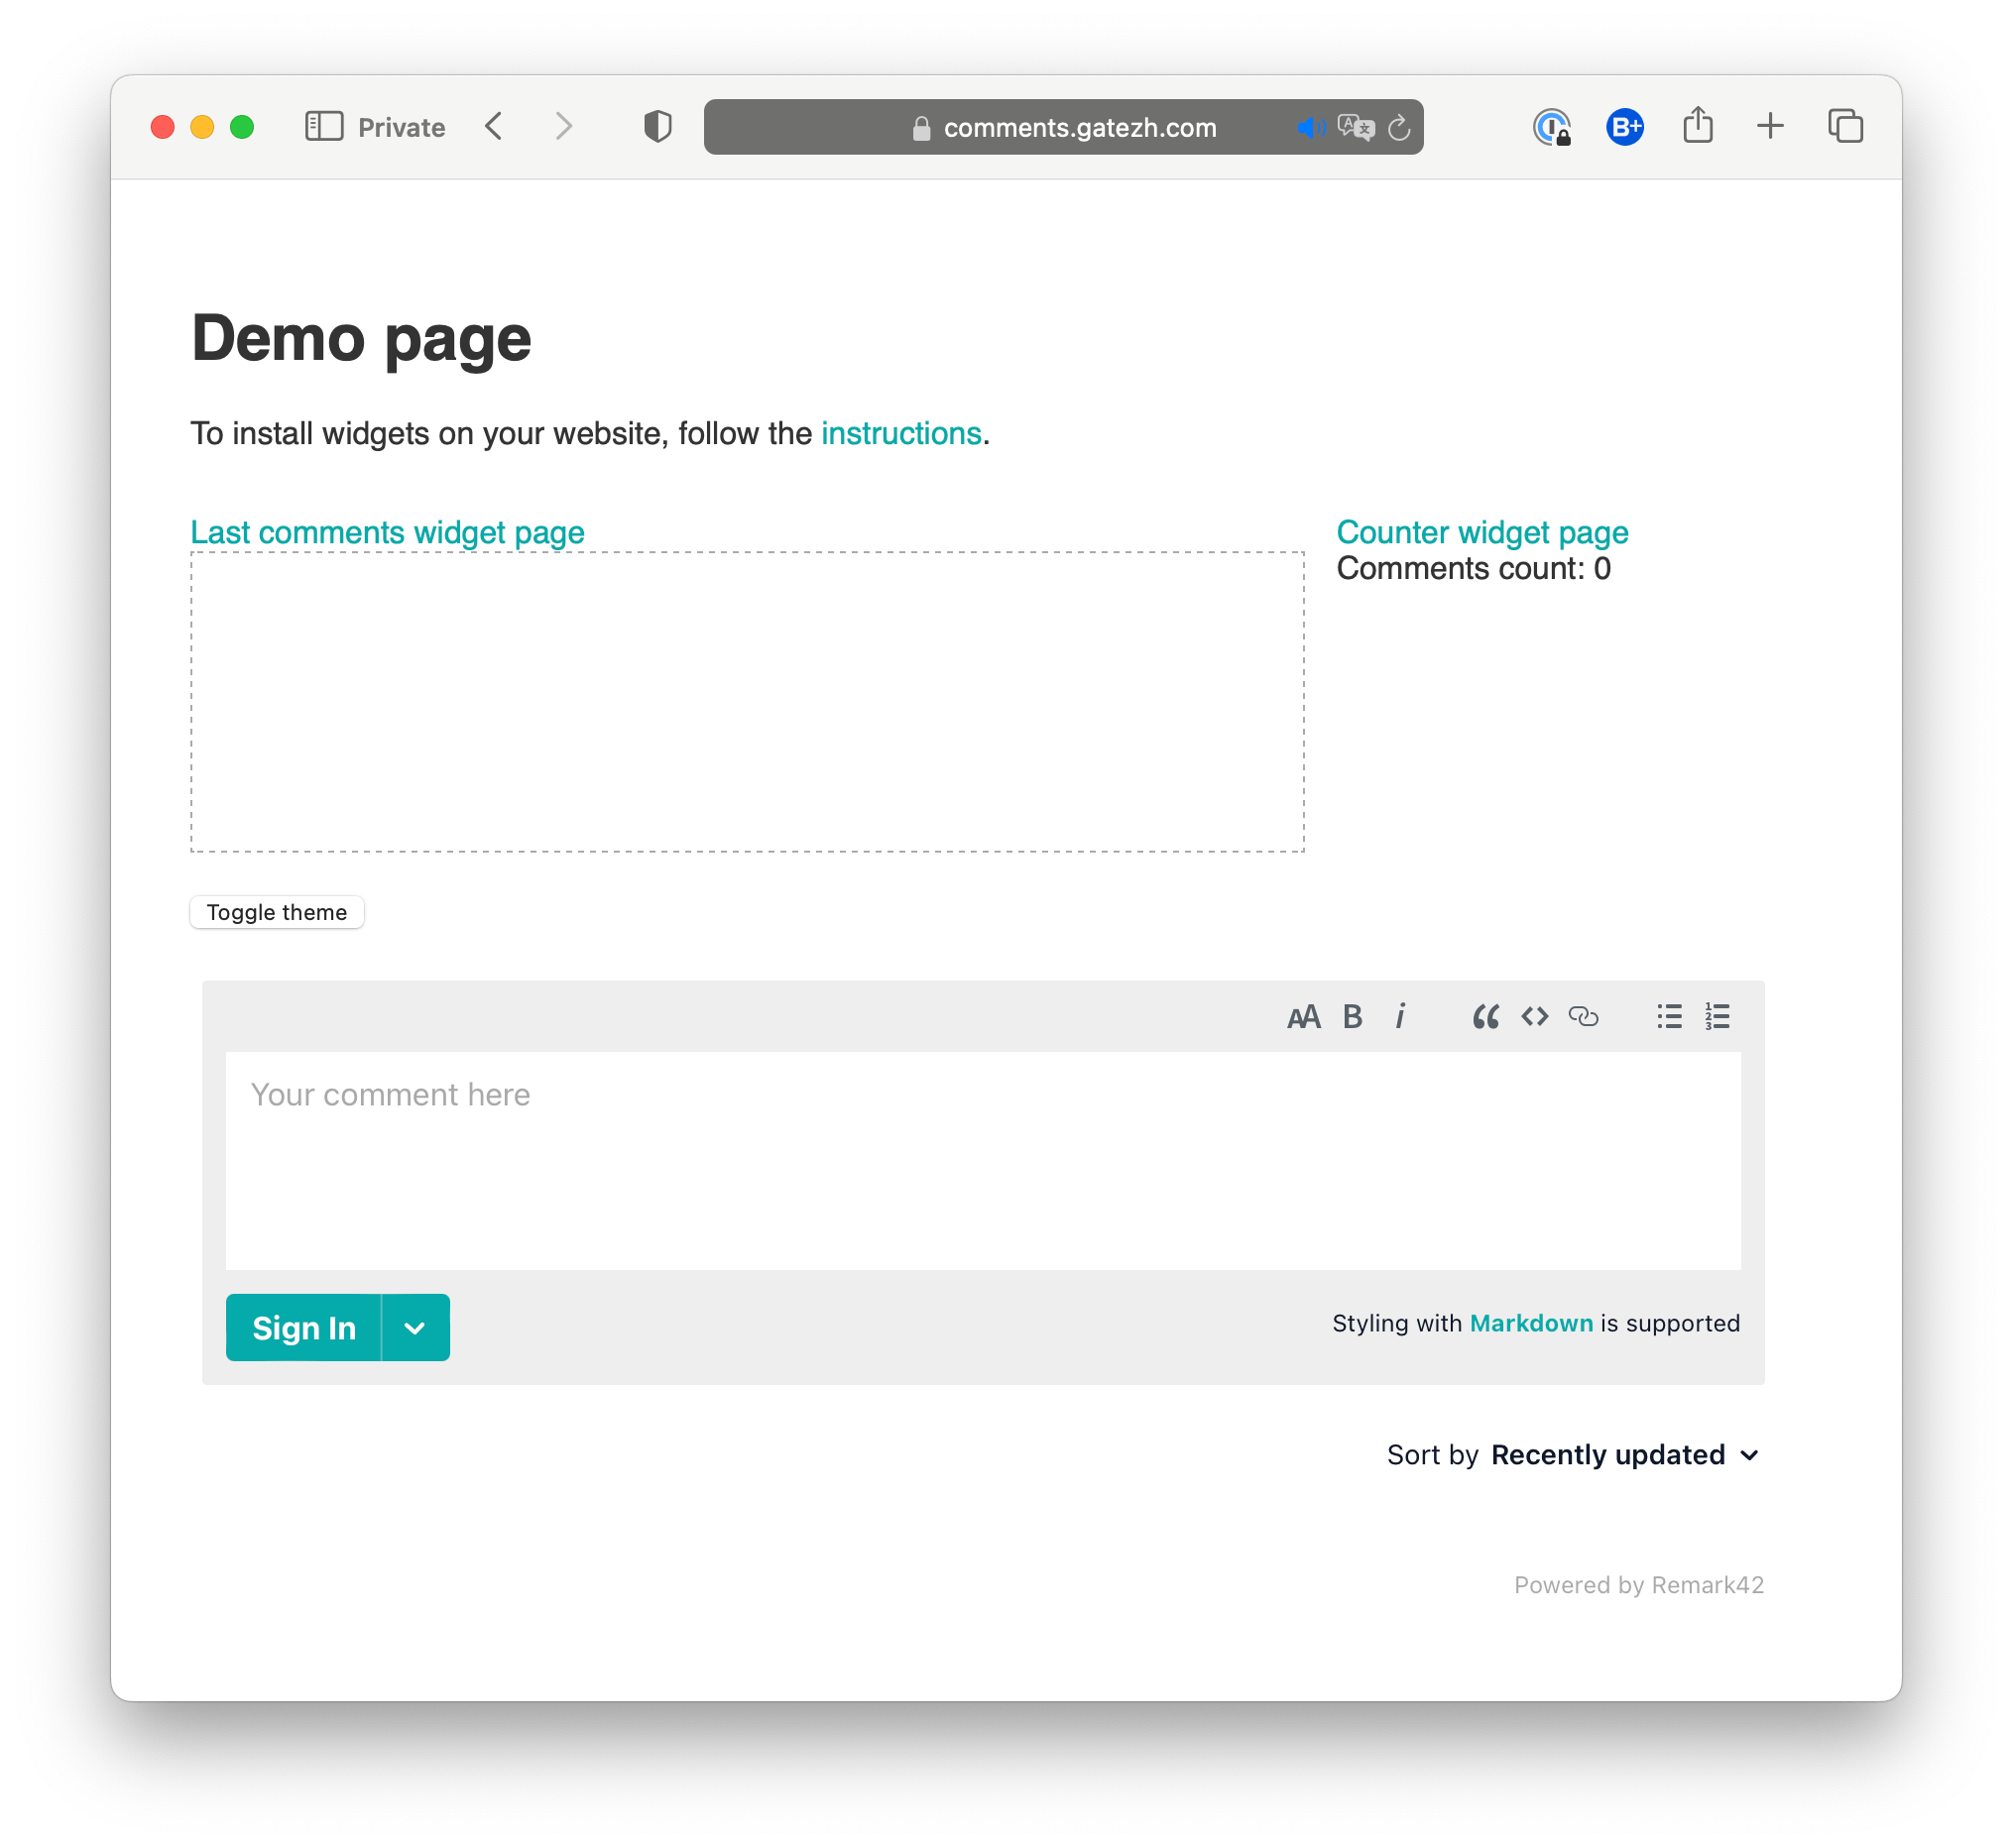 Private
comments.gatezh.com
Demo page
To install widgets on your website, follow the instructions.
Last comments widget page
Counter widget page
Comments count: 0
Toggle theme
Your comment here
Sign In
Styling with Markdown is supported
Sort by Recently updated
Powered by Remark42